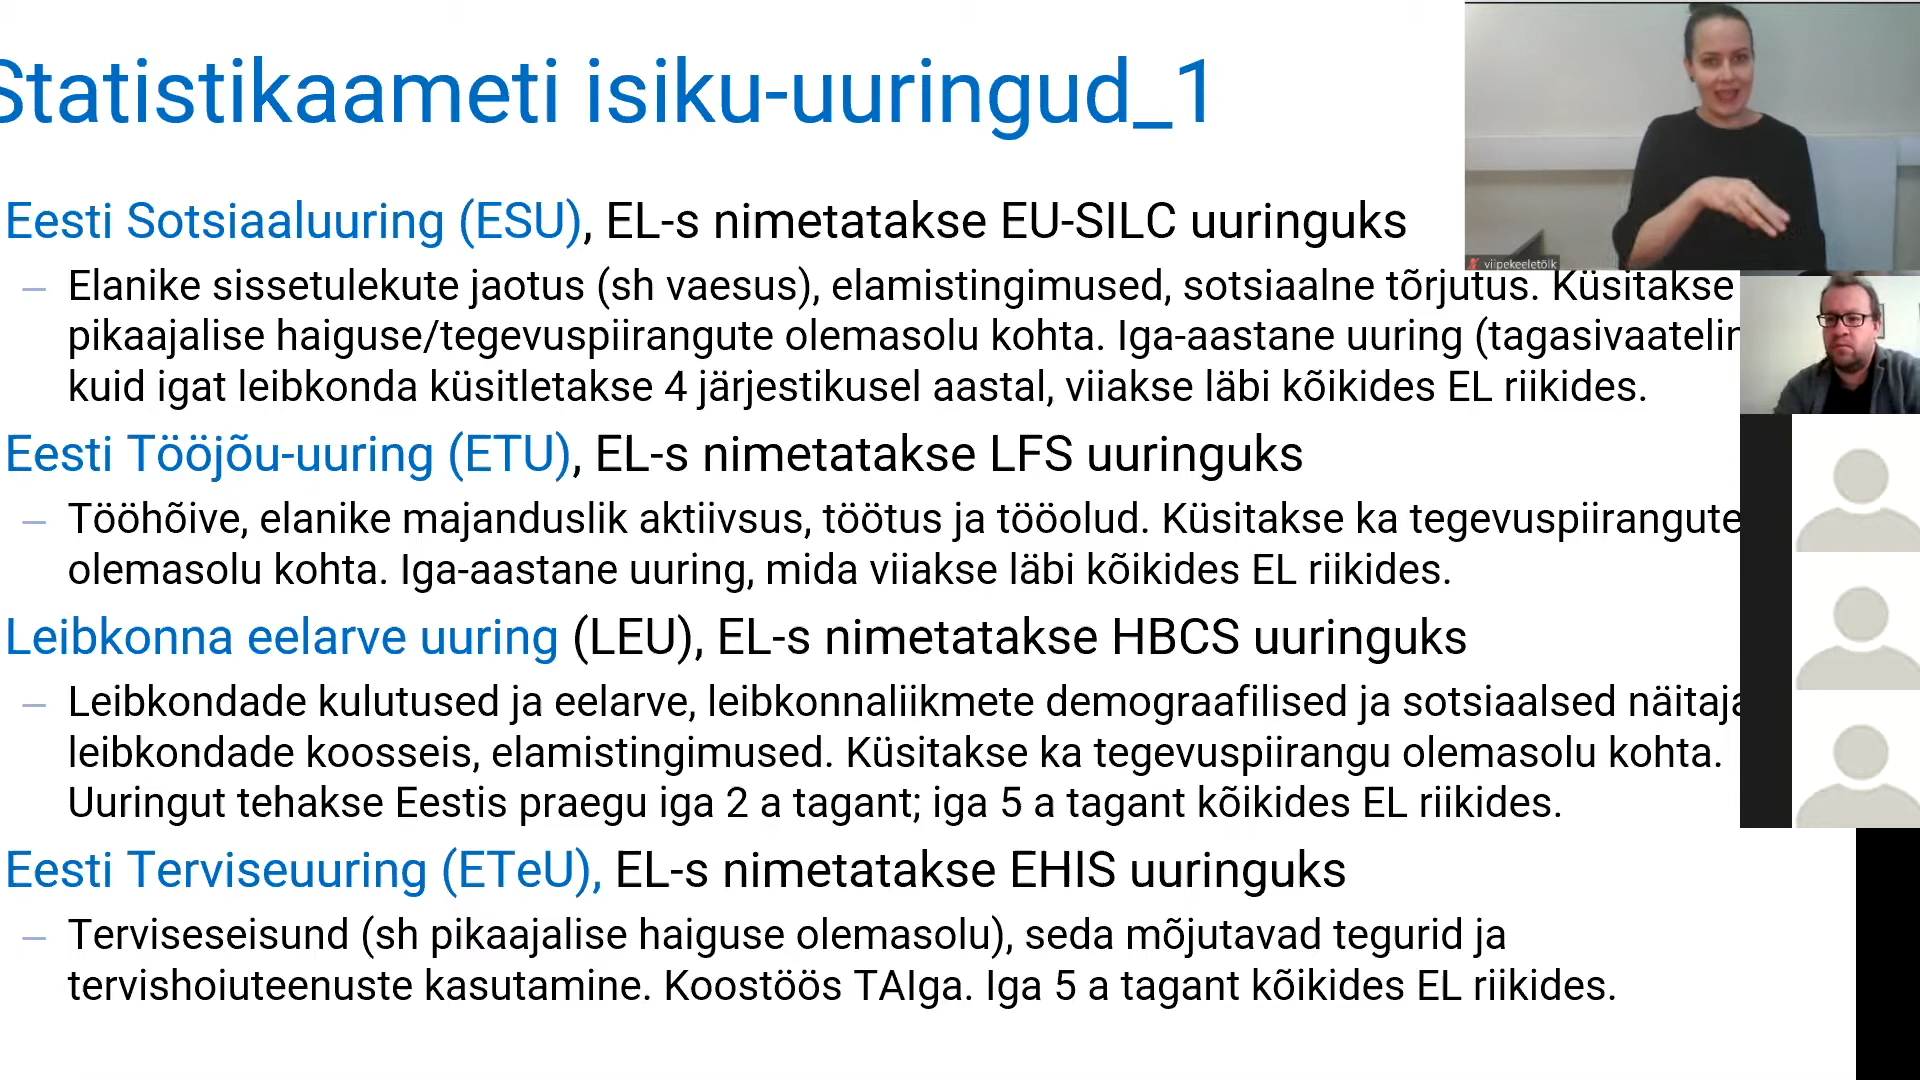 Statistikaameti isiku-uuringud_1
Eesti Sotsiaaluuring (ESU), EL-s nimetatakse EU-SILC uuringuks
viipekeeletõlk
– Elanike sissetulekute jaotus (sh vaesus), elamistingimused, sotsiaalne tõrjutus. Küsitakse
pikaajalise haiguse/tegevuspiirangute olemasolu kohta. Iga-aastane uuring
kuid igat leibkonda küsitletakse 4 järjestikusel aastal, viiakse läbi kõikides EL riikides.
Eesti Tööjõu-uuring (ETU), EL-s nimetatakse LFS uuringuks
– Tööhõive, elanike majanduslik aktiivsus, töötus ja tööolud. Küsitakse ka tegevuspiirangute
olemasolu kohta. Iga-aastane uuring, mida viiakse läbi kõikides EL riikides.
Leibkonna eelarve uuring (LEU), EL-s nimetatakse HBCS uuringuks
– Leibkondade kulutused ja eelarve, leibkonnaliikmete demograafilised ja sotsiaalsed
leibkondade koosseis, elamistingimused. Küsitakse ka tegevuspiirangu olemasolu kohta.
Uuringut tehakse Eestis praegu iga 2 a tagant; iga 5 a tagant kõikides EL riikides.
Eesti Terviseuuring (ETeU), EL-s nimetatakse EHIS uuringuks
– Terviseseisund (sh pikaajalise haiguse olemasolu), seda mõjutavad tegurid ja
tervishoiuteenuste kasutamine. Koostöös TAIga. Iga 5 a tagant kõikides EL riikides.